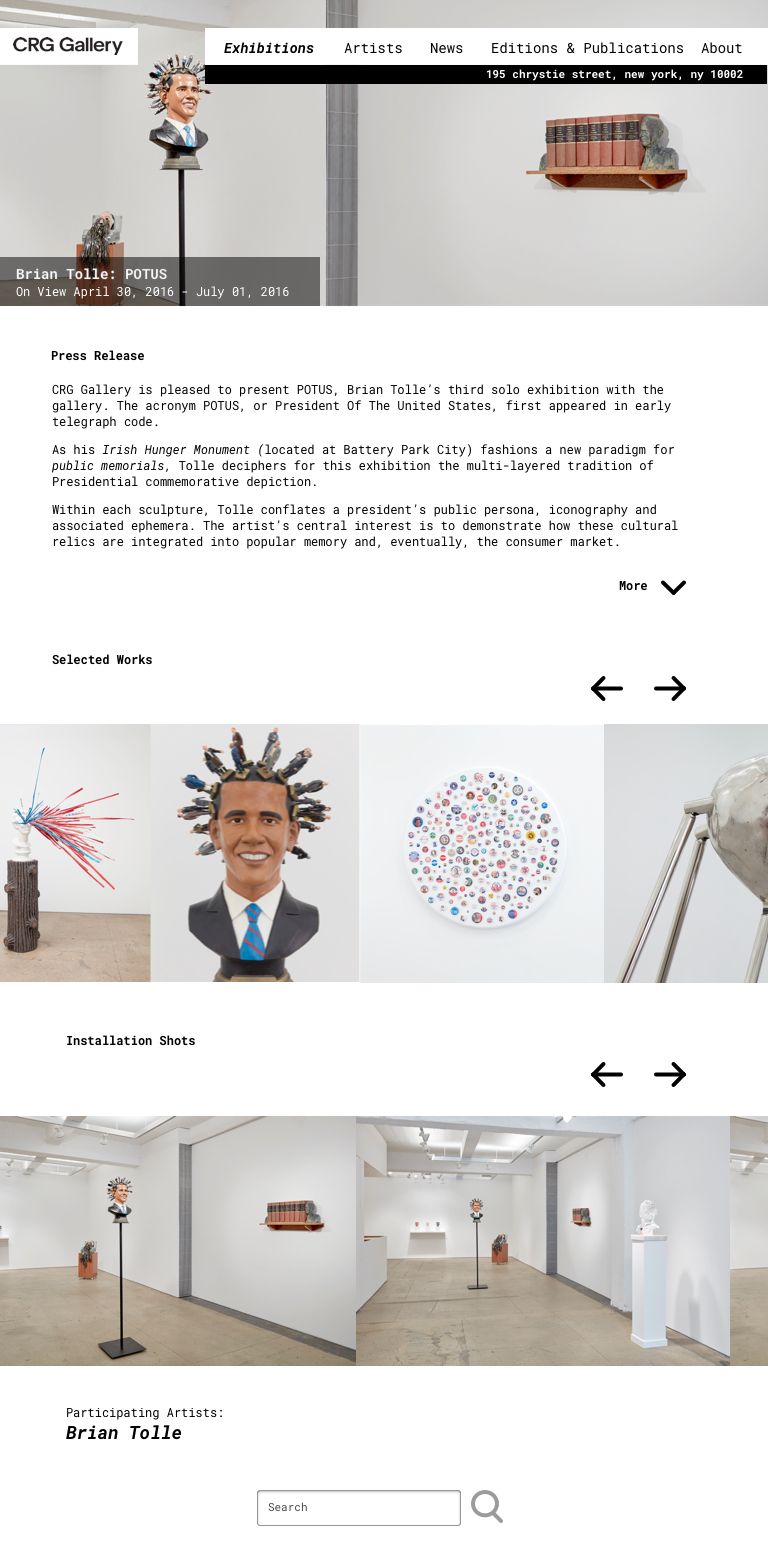 CRG Gallery
Exhibitions Artists News Editions & Publications About
195 chrystie street, new york, ny 10002
Brian Tolle: POTUS
On View April 30, 2016 - July 01, 2016
Press Release
CRG Gallery is pleased to present POTUS, Brian Tolle’s third solo exhibition with the
gallery. The acronym POTUS, or President Of The United States, first appeared in early
telegraph code.
As his Irish Hunger Monument (located at Battery Park City) fashions a new paradigm for
public memorials, Tolle deciphers for this exhibition the multi-layered tradition of
Presidential commemorative depiction.
Within each sculpture, Tolle conflates a president’s public persona, iconography and
associated ephemera. The artist’s central interest is to demonstrate how these cultural
relics are integrated into popular memory and, eventually, the consumer market.
More
Selected Works
Installation Shots
Participating Artists:
Brian Tolle
Search